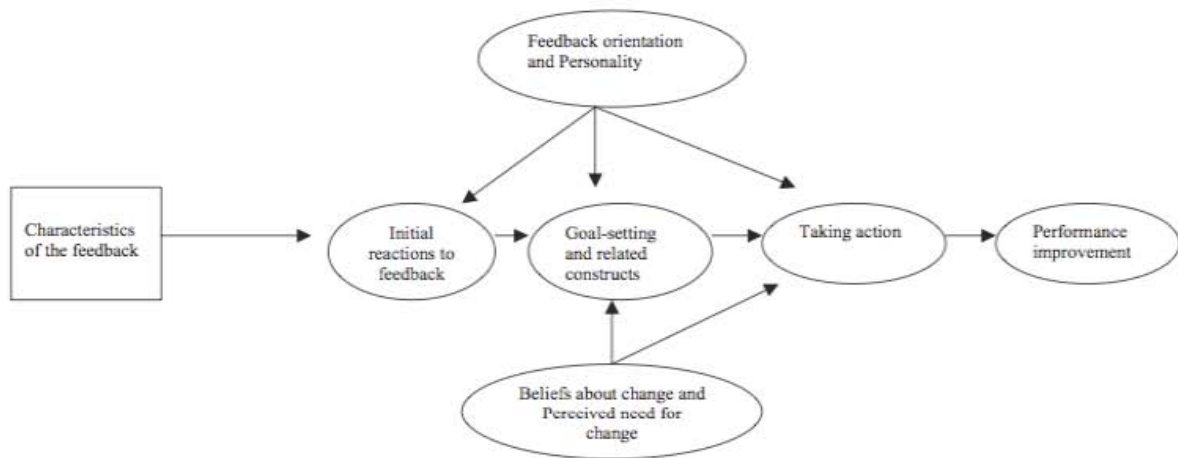 Feedback orientation
and Personality
Characteristics
of the feedback
Initial
reactions to
feedback
Goal-setting
and related
constructs
Taking action
Performance
improvement
Beliefs about change and
Perceived need for
change